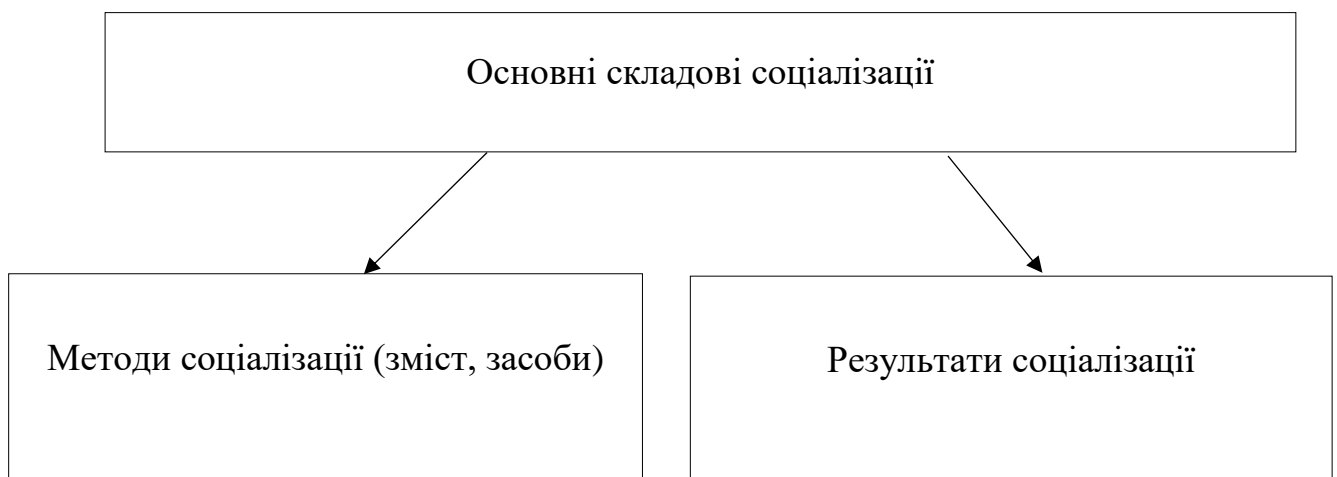 Основні складові соціалізації
Методи соціалізації (зміст, засоби)
Результати соціалізації